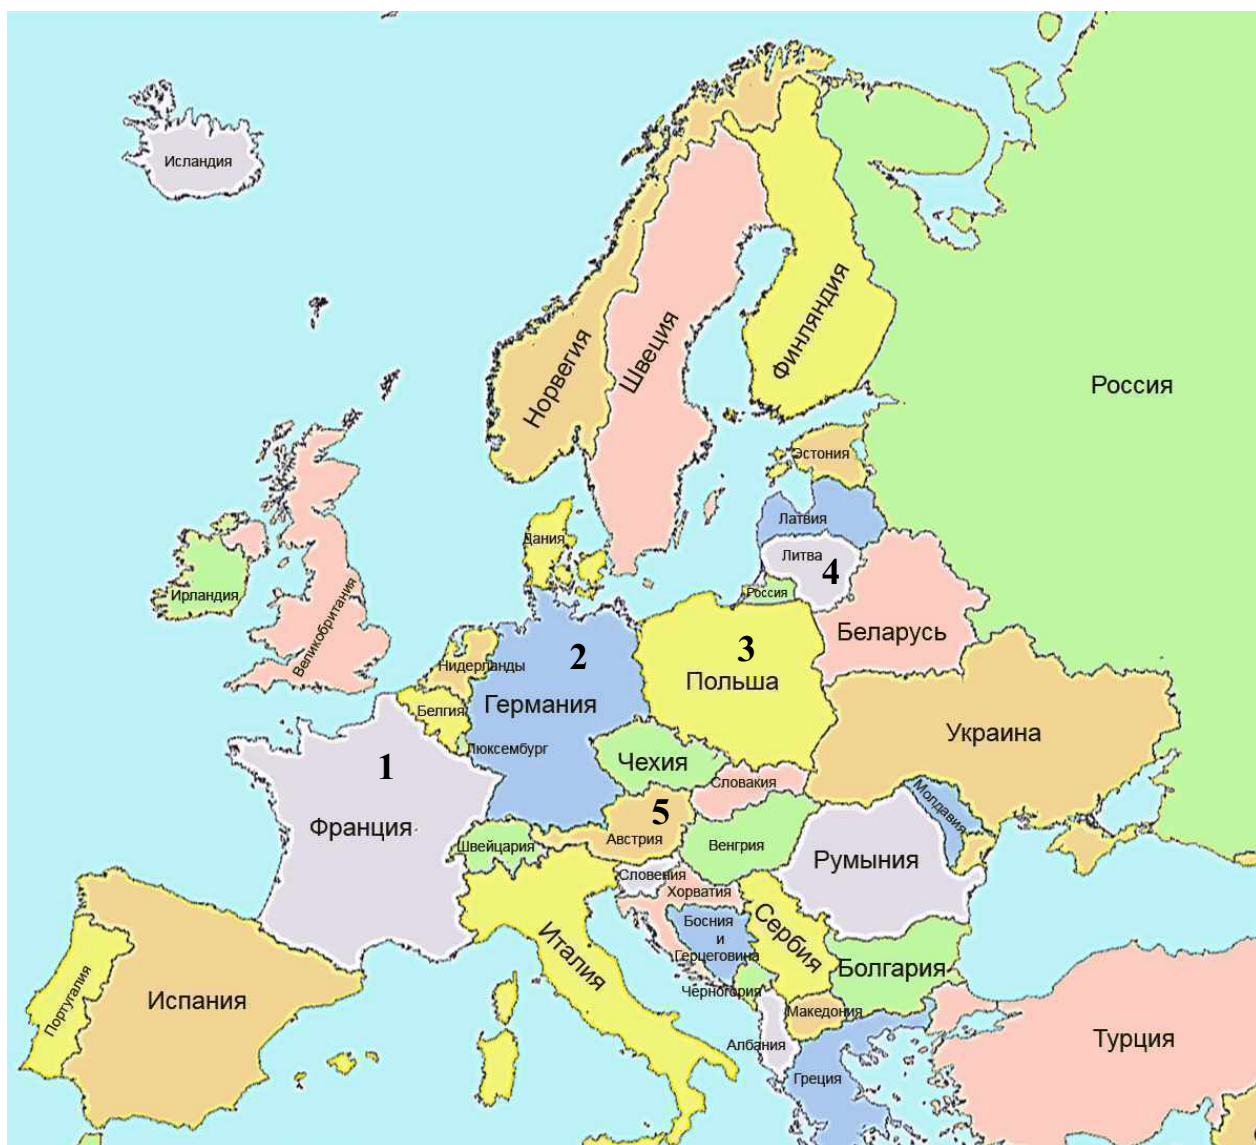 Исландия
Норвегия
Швеция
Финляндия
Россия
Эстония
Латвия
Дания
Литва
4
Россия
Ирландия
Великобритания
Беларусь
2
3
Нидерланды
Польша
Германия
Белгия
Украина
Люксембург
Чехия
1
Словакия
Молдавия
5
Франция
Швейцария
Австрия
Венгрия
Румыния
Словения
Хорватия
Сербия
Босния
и
Герцеговина
Италия
Болгария
Черногория
Португалия
Испания
Македония
Албания
Турция
Греция